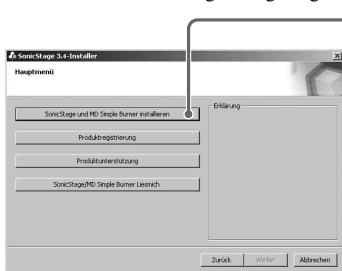 SonicStage 3.4-Installer
Hauptmenü
SonicStage und MD Simple Burner installieren
Erklärung
Produktregistrierung
Produktunterstützung
SonicStage/MD Simple Burner Liesmich
Zurück
Weiter
Abbrechen